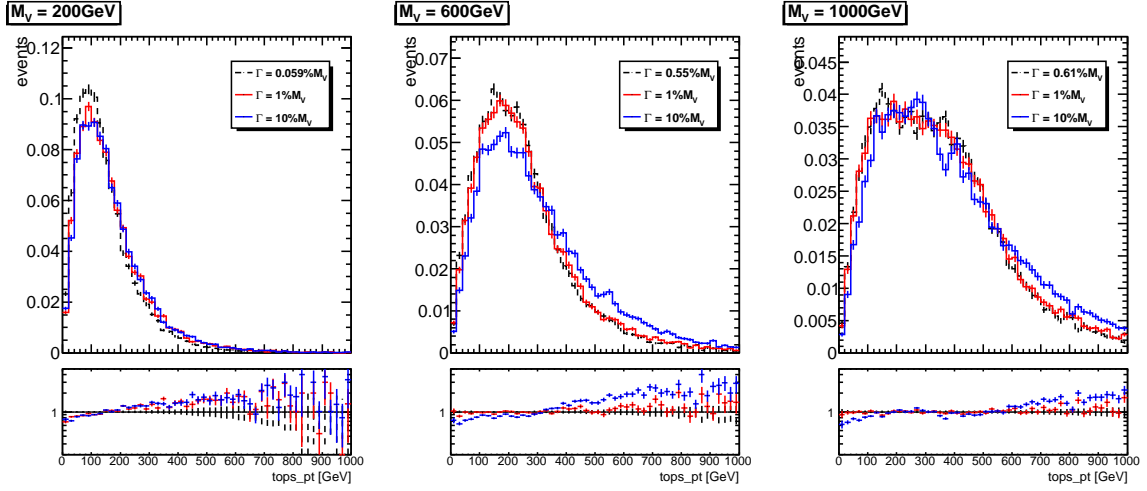 M_V = 200GeV
events
0.12
0.1
0.08
0.06
0.04
0.02
0
Γ = 0.059%M_V
Γ = 1%M_V
Γ = 10%M_V
1
0 100 200 300 400 500 600 700 800 900 1000
tops_pt [GeV]
M_V = 600GeV
events
0.07
0.06
0.05
0.04
0.03
0.02
0.01
0
Γ = 0.55%M_V
Γ = 1%M_V
Γ = 10%M_V
1
0 100 200 300 400 500 600 700 800 900 1000
tops_pt [GeV]
M_V = 1000GeV
events
0.045
0.04
0.035
0.03
0.025
0.02
0.015
0.01
0.005
0
Γ = 0.61%M_V
Γ = 1%M_V
Γ = 10%M_V
1
0 100 200 300 400 500 600 700 800 900 1000
tops_pt [GeV]